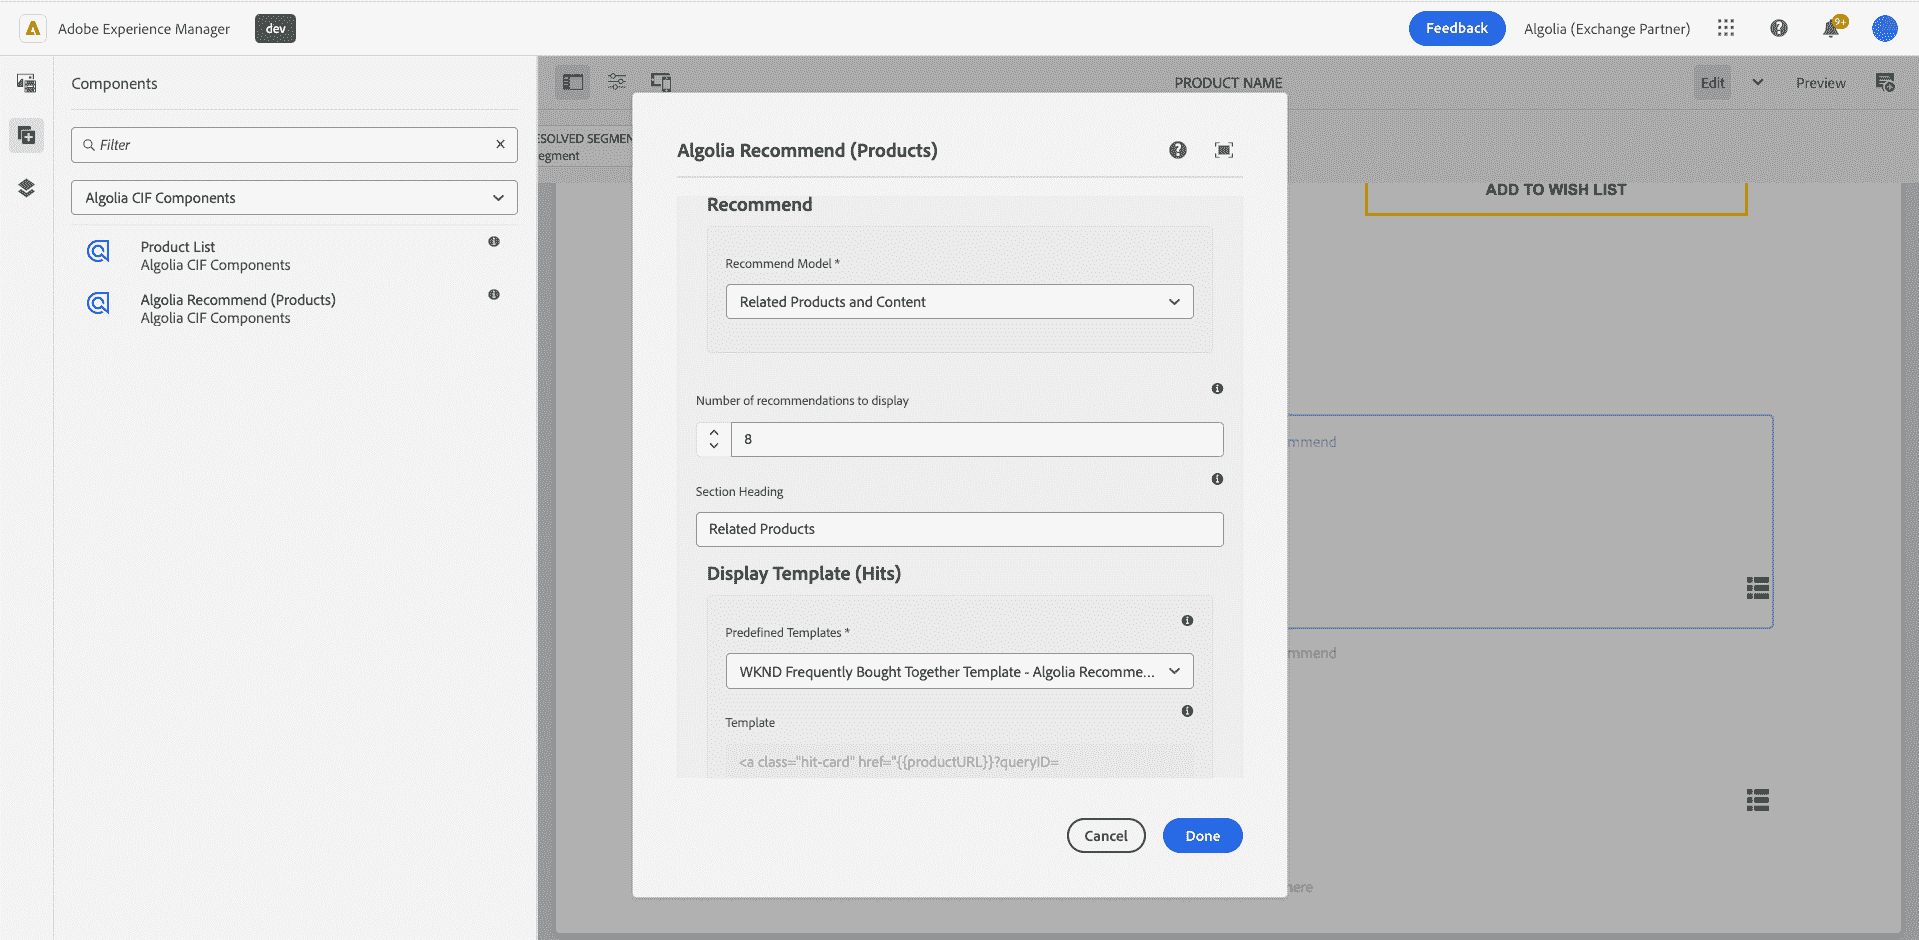 Adobe Experience Manager
dev
Feedback
Algolia (Exchange Partner)
9+
Components
Filter
Algolia CIF Components
Product List
Algolia CIF Components
Algolia Recommend (Products)
Algolia CIF Components
PRODUCT NAME
Edit
Preview
ESOLVED SEGMEN
egment
ADD TO WISH LIST
Algolia Recommend (Products)
Recommend
Recommend Model *
Related Products and Content
Number of recommendations to display
8
Section Heading
Related Products
Display Template (Hits)
Predefined Templates *
WKND Frequently Bought Together Template - Algolia Recomme...
Template
<a class="hit-card" href="{{productURL}}?queryID=
Cancel
Done
mmend
mmend
here